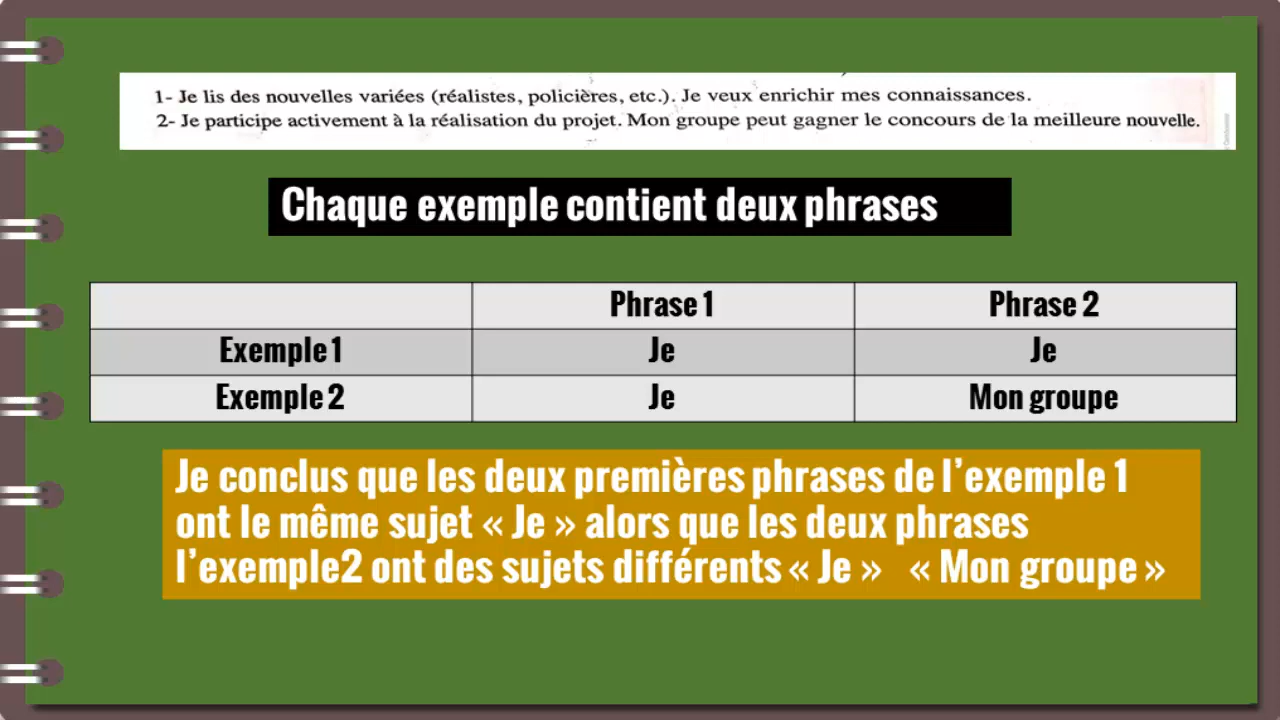 1- Je lis des nouvelles variées (réalistes, policières, etc.). Je veux enrichir mes connaissances.
2- Je participe activement à la réalisation du projet. Mon groupe peut gagner le concours de la meilleure nouvelle.
Chaque exemple contient deux phrases
Phrase 1 Phrase 2
Exemple 1 Je Je
Exemple 2 Je Mon groupe
Je conclus que les deux premières phrases de l’exemple 1
ont le même sujet « Je » alors que les deux phrases
l’exemple2 ont des sujets différents « Je » « Mon groupe »